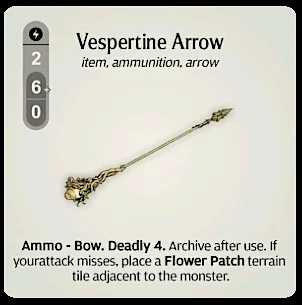 Vespertine Arrow
item, ammunition, arrow
2
6+
0
Ammo - Bow. Deadly 4. Archive after use. If
yourattack misses, place a Flower Patch terrain
tile adjacent to the monster.